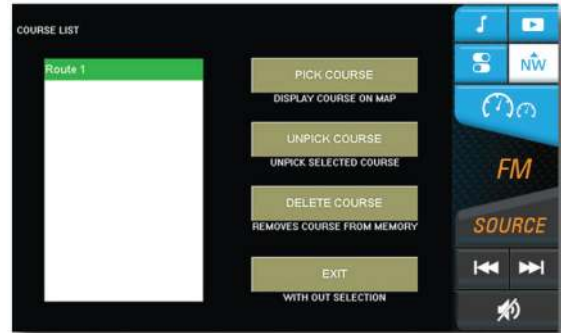 COURSE LIST
Route 1
PICK COURSE
DISPLAY COURSE ON MAP
UNPICK COURSE
UNPICK SELECTED COURSE
DELETE COURSE
REMOVES COURSE FROM MEMORY
EXIT
WITH OUT SELECTION
NW
FM
SOURCE